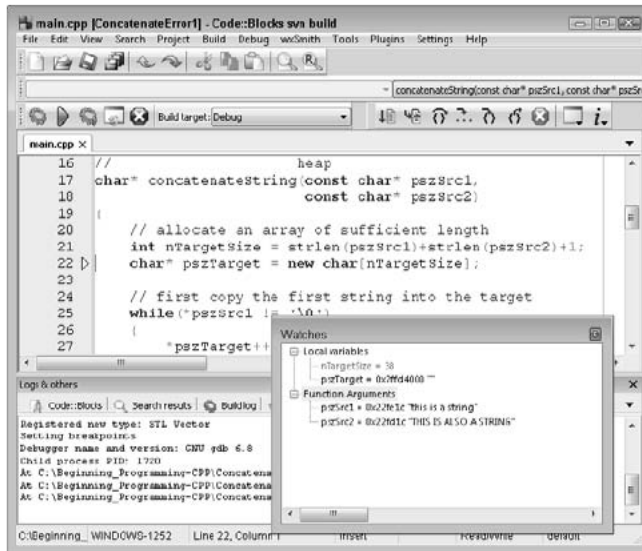 main.cpp [ConcatenateError1] - Code::Blocks svn build
File Edit View Search Project Build Debug wxSmith Tools Plugins Settings Help
concatenateString(const char* pszSrc1, const char* pszSr
Build target: Debug
main.cpp
16 // heap
17 char* concatenateString(const char* pszSrc1,
18 const char* pszSrc2)
19 {
20 // allocate an array of sufficient length
21 int nTargetSize = strlen(pszSrc1)+strlen(pszSrc2)+1;
22 char* pszTarget = new char[nTargetSize];
23
24 // first copy the first string into the target
25 while(*pszSrc1 != '\0')
26 {
27 *pszTarget++
Watches
Local variables
nTargetSize = 38
pszTarget = 0x2ffd4008 ""
Function Arguments
pszSrc1 = 0x22fe1c "this is a string"
pszSrc2 = 0x22fd1c "THIS IS ALSO A STRING"
Logs & others
Code::Blocks Search results Build log
Registered new type: STL Vector
Setting breakpoints
Debugger name and version: GNU gdb 6.8
Child process PID: 1720
At C:\Beginning_Programming-CPP\Concatena
At C:\Beginning_Programming-CPP\Concatena
At C:\Beginning_Programming-CPP\Concatena
C:\Beginning_ WINDOWS-1252 Line 22, Column 1 Insert Read/Write default